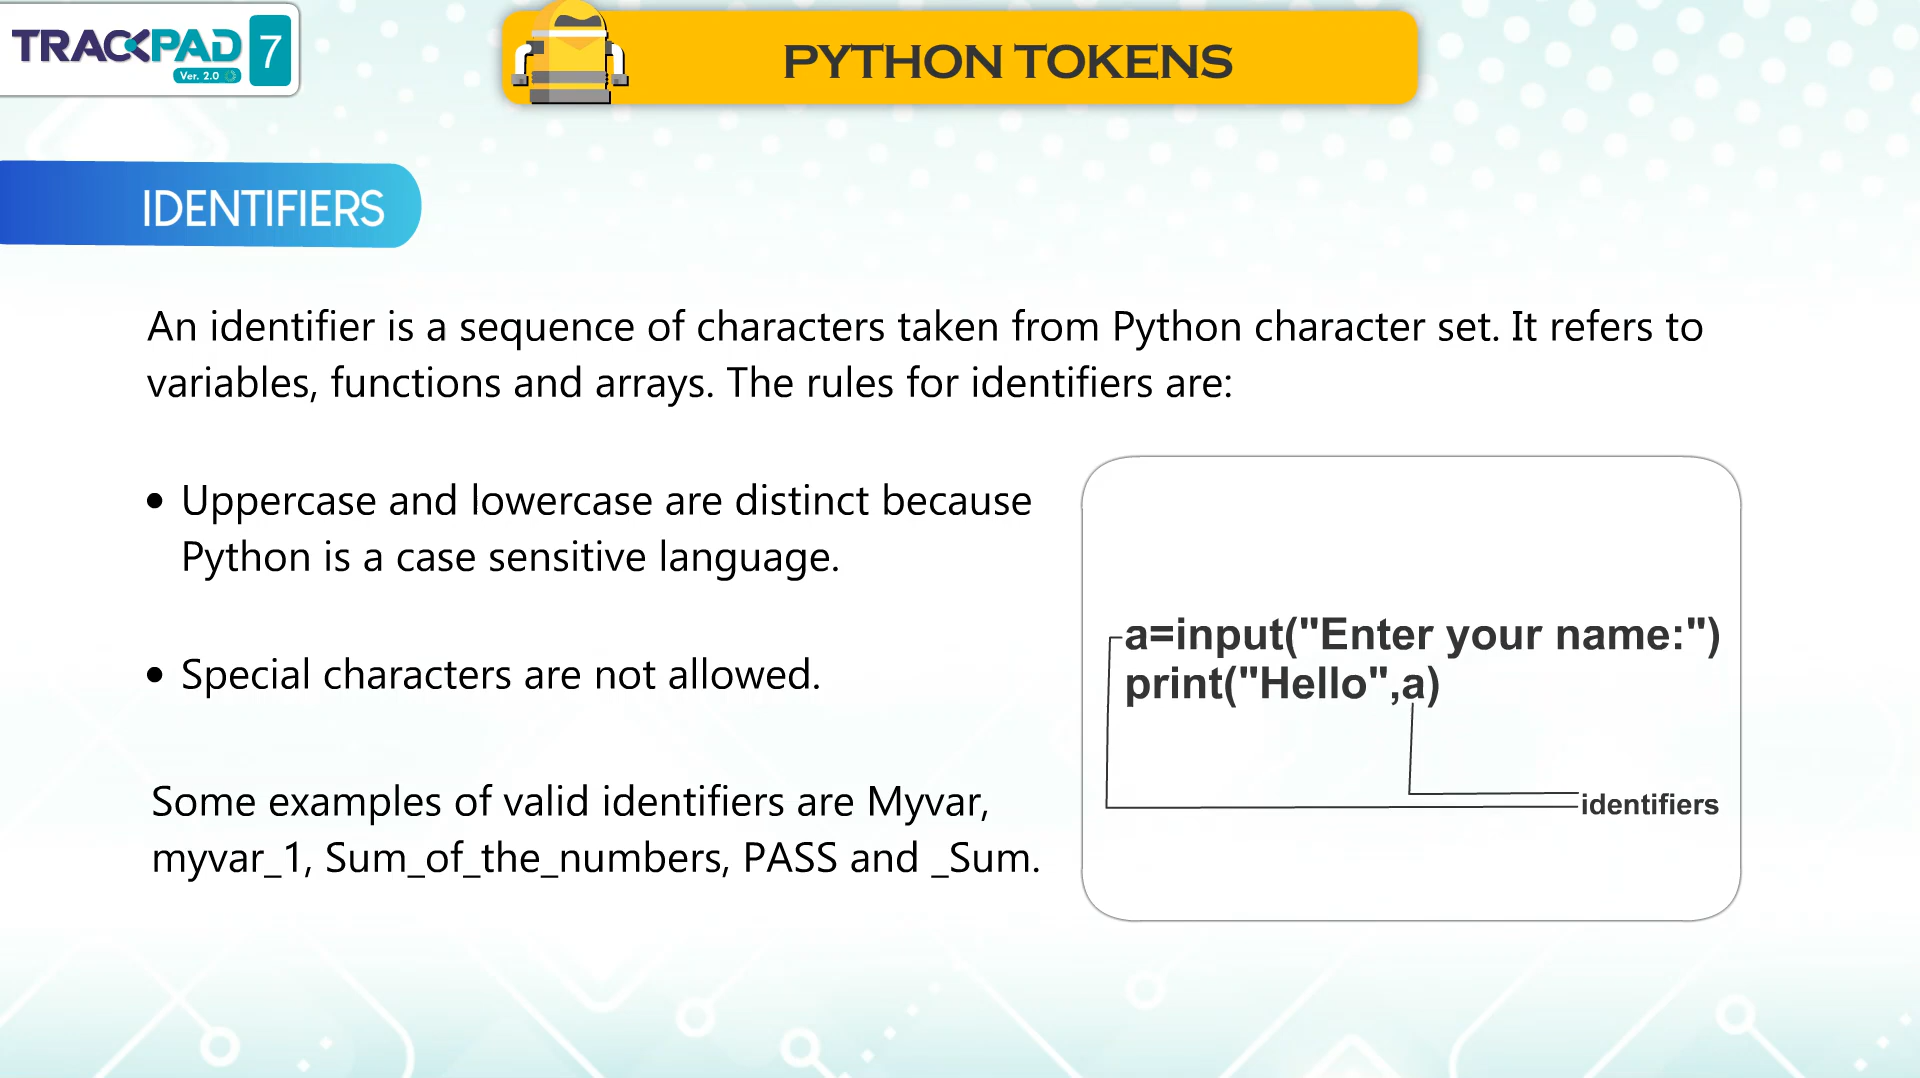 TRACKPAD
Ver. 2.0
7
PYTHON TOKENS
IDENTIFIERS
An identifier is a sequence of characters taken from Python character set. It refers to
variables, functions and arrays. The rules for identifiers are:
• Uppercase and lowercase are distinct because
Python is a case sensitive language.
• Special characters are not allowed.
Some examples of valid identifiers are Myvar,
myvar_1, Sum_of_the_numbers, PASS and _Sum.
a=input("Enter your name:")
print("Hello",a)
identifiers